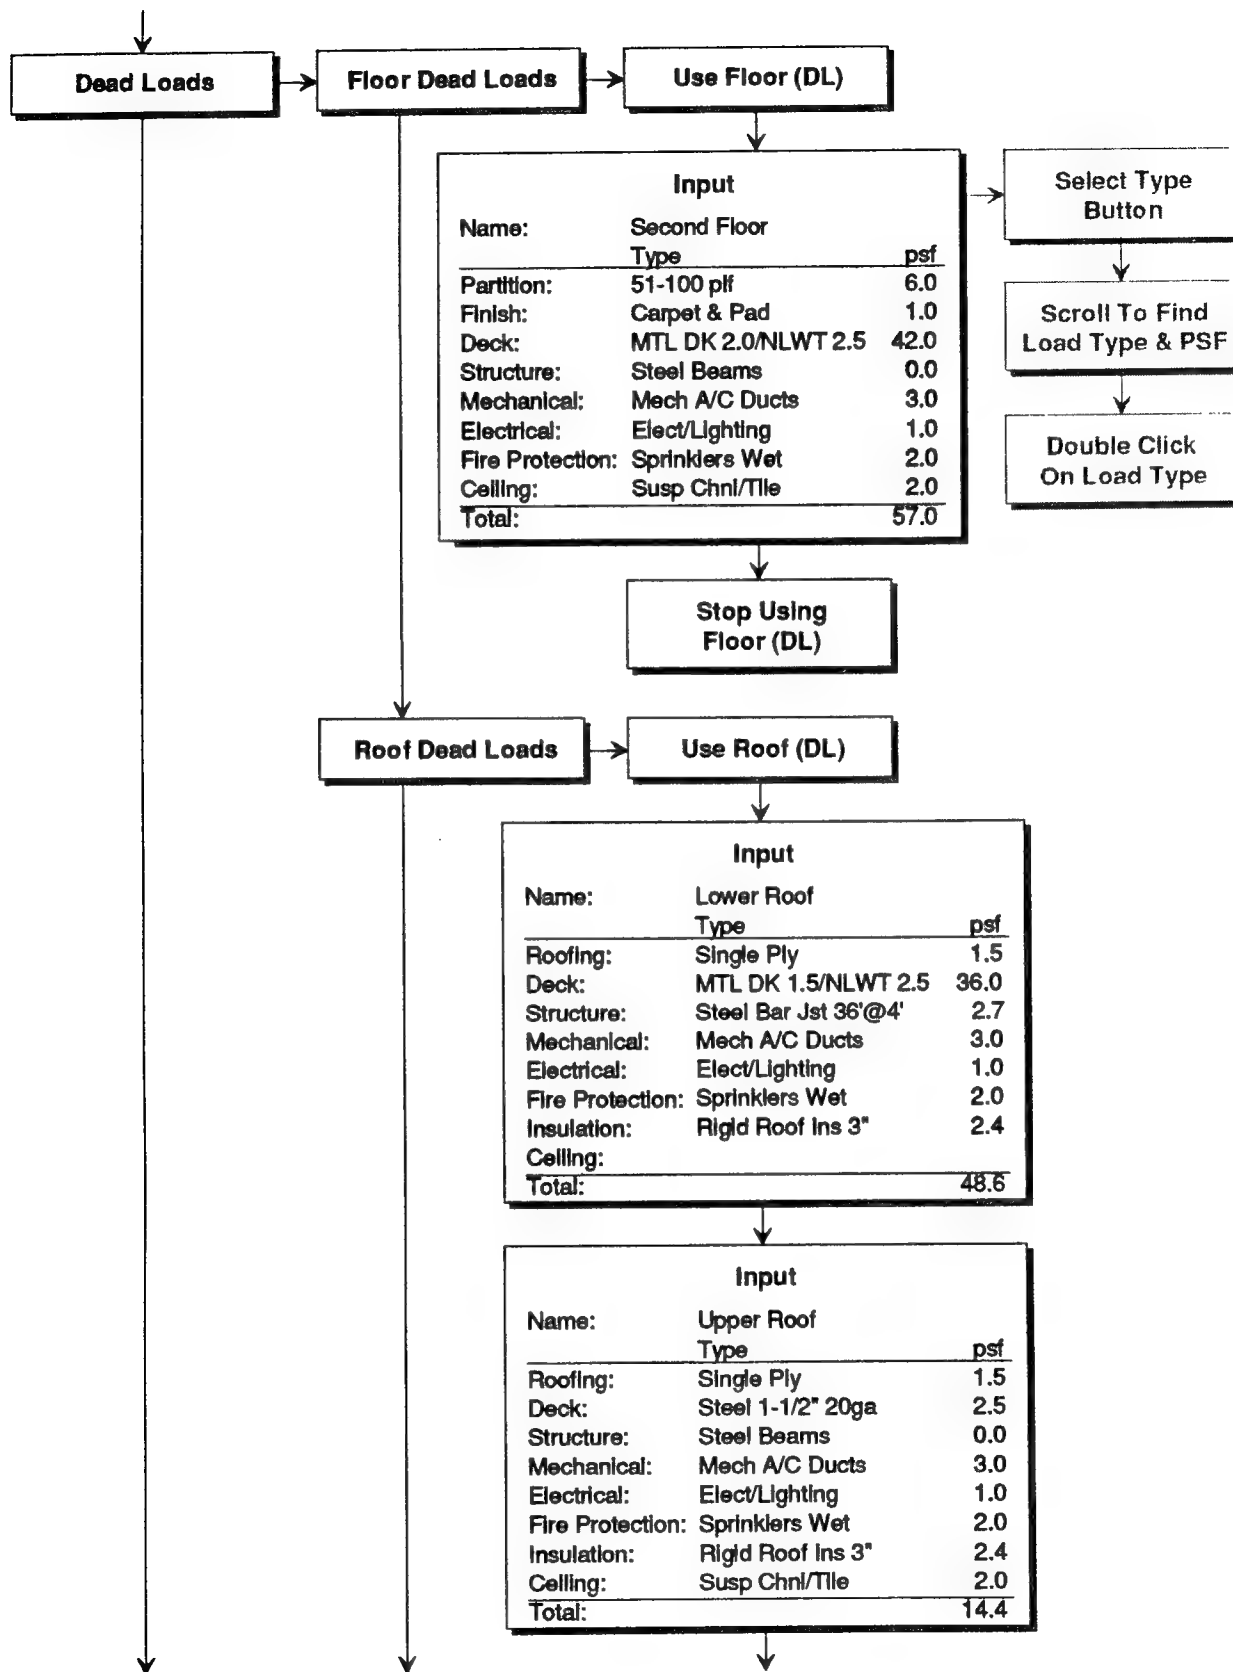 Dead Loads
Floor Dead Loads
Use Floor (DL)
Input
Name: Second Floor
Type psf
Partition: 51-100 plf 6.0
Finish: Carpet & Pad 1.0
Deck: MTL DK 2.0/NLWT 2.5 42.0
Structure: Steel Beams 0.0
Mechanical: Mech A/C Ducts 3.0
Electrical: Elect/Lighting 1.0
Fire Protection: Sprinklers Wet 2.0
Ceiling: Susp Chnl/Tile 2.0
Total: 57.0
Select Type
Button
Scroll To Find
Load Type & PSF
Double Click
On Load Type
Stop Using
Floor (DL)
Roof Dead Loads
Use Roof (DL)
Input
Name: Lower Roof
Type psf
Roofing: Single Ply 1.5
Deck: MTL DK 1.5/NLWT 2.5 36.0
Structure: Steel Bar Jst 36'@4' 2.7
Mechanical: Mech A/C Ducts 3.0
Electrical: Elect/Lighting 1.0
Fire Protection: Sprinklers Wet 2.0
Insulation: Rigid Roof Ins 3" 2.4
Ceiling:
Total: 48.6
Input
Name: Upper Roof
Type psf
Roofing: Single Ply 1.5
Deck: Steel 1-1/2" 20ga 2.5
Structure: Steel Beams 0.0
Mechanical: Mech A/C Ducts 3.0
Electrical: Elect/Lighting 1.0
Fire Protection: Sprinklers Wet 2.0
Insulation: Rigid Roof Ins 3" 2.4
Ceiling: Susp Chnl/Tile 2.0
Total: 14.4